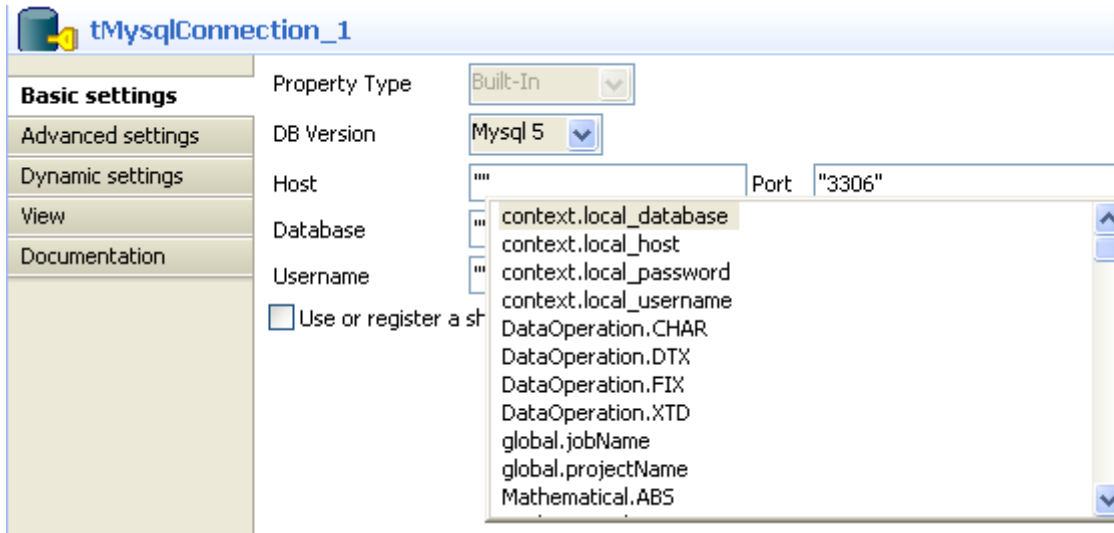 tMysqlConnection_1
Basic settings
Advanced settings
Dynamic settings
View
Documentation
Property Type Built-In
DB Version Mysql 5
Host "" Port "3306"
Database "
Username ""
Use or register a sh
context.local_database
context.local_host
context.local_password
context.local_username
DataOperation.CHAR
DataOperation.DTX
DataOperation.FIX
DataOperation.XTD
global.jobName
global.projectName
Mathematical.ABS